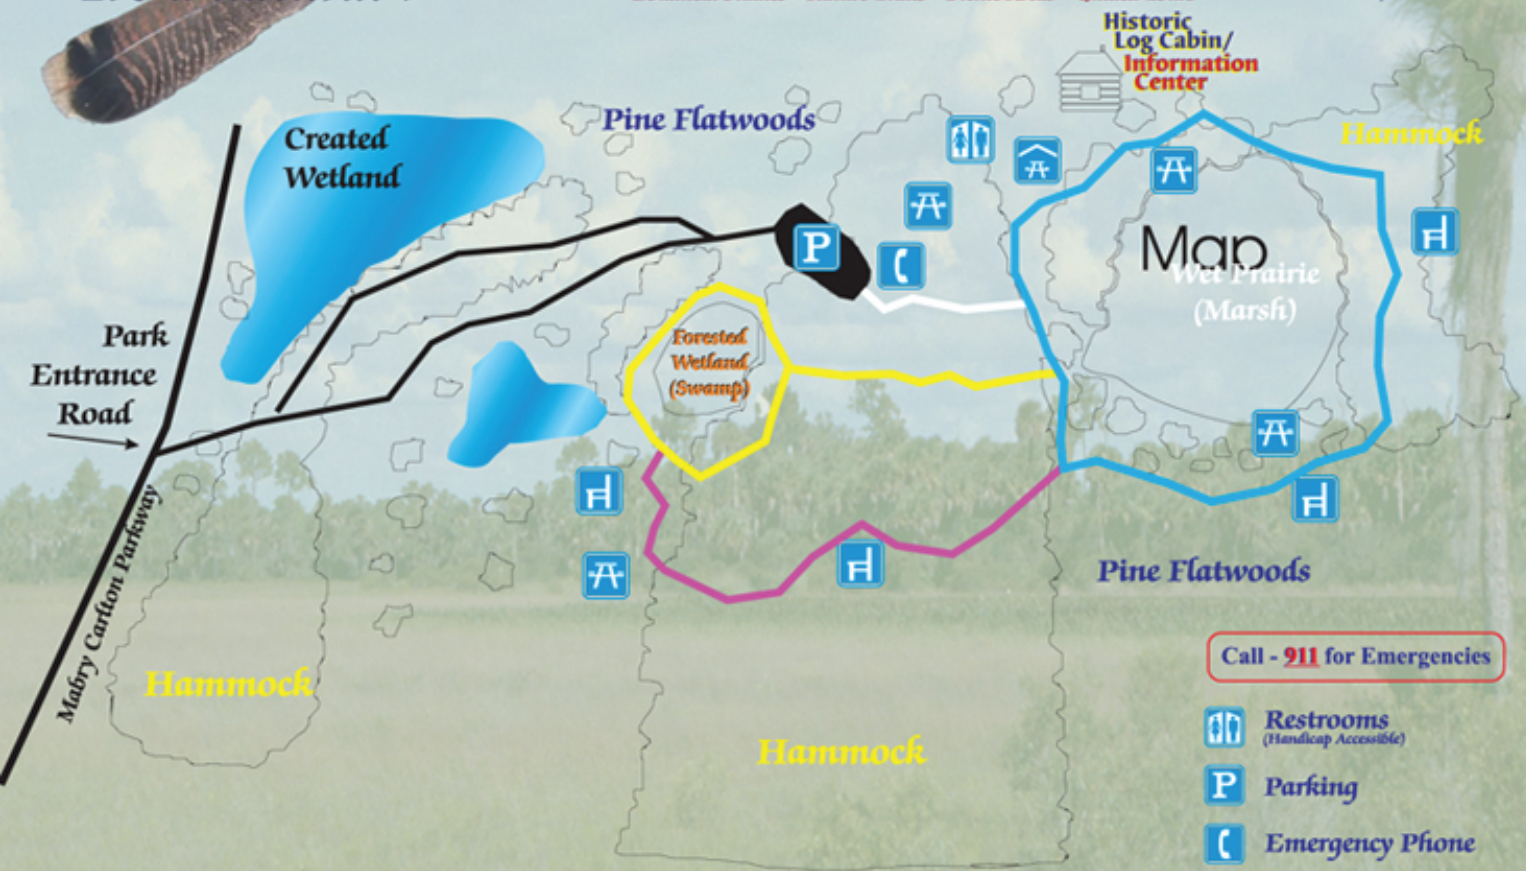 Historic
Log Cabin/
Information
Center
Created
Wetland
Pine Flatwoods
Hammock
P
Map
Wet Prairie
(Marsh)
Park
Entrance
Road
Forested
Wetland
(Swamp)
Mabry Carlton Parkway
Pine Flatwoods
Hammock
Hammock
Call - 911 for Emergencies
Restrooms
(Handicap Accessible)
P Parking
Emergency Phone